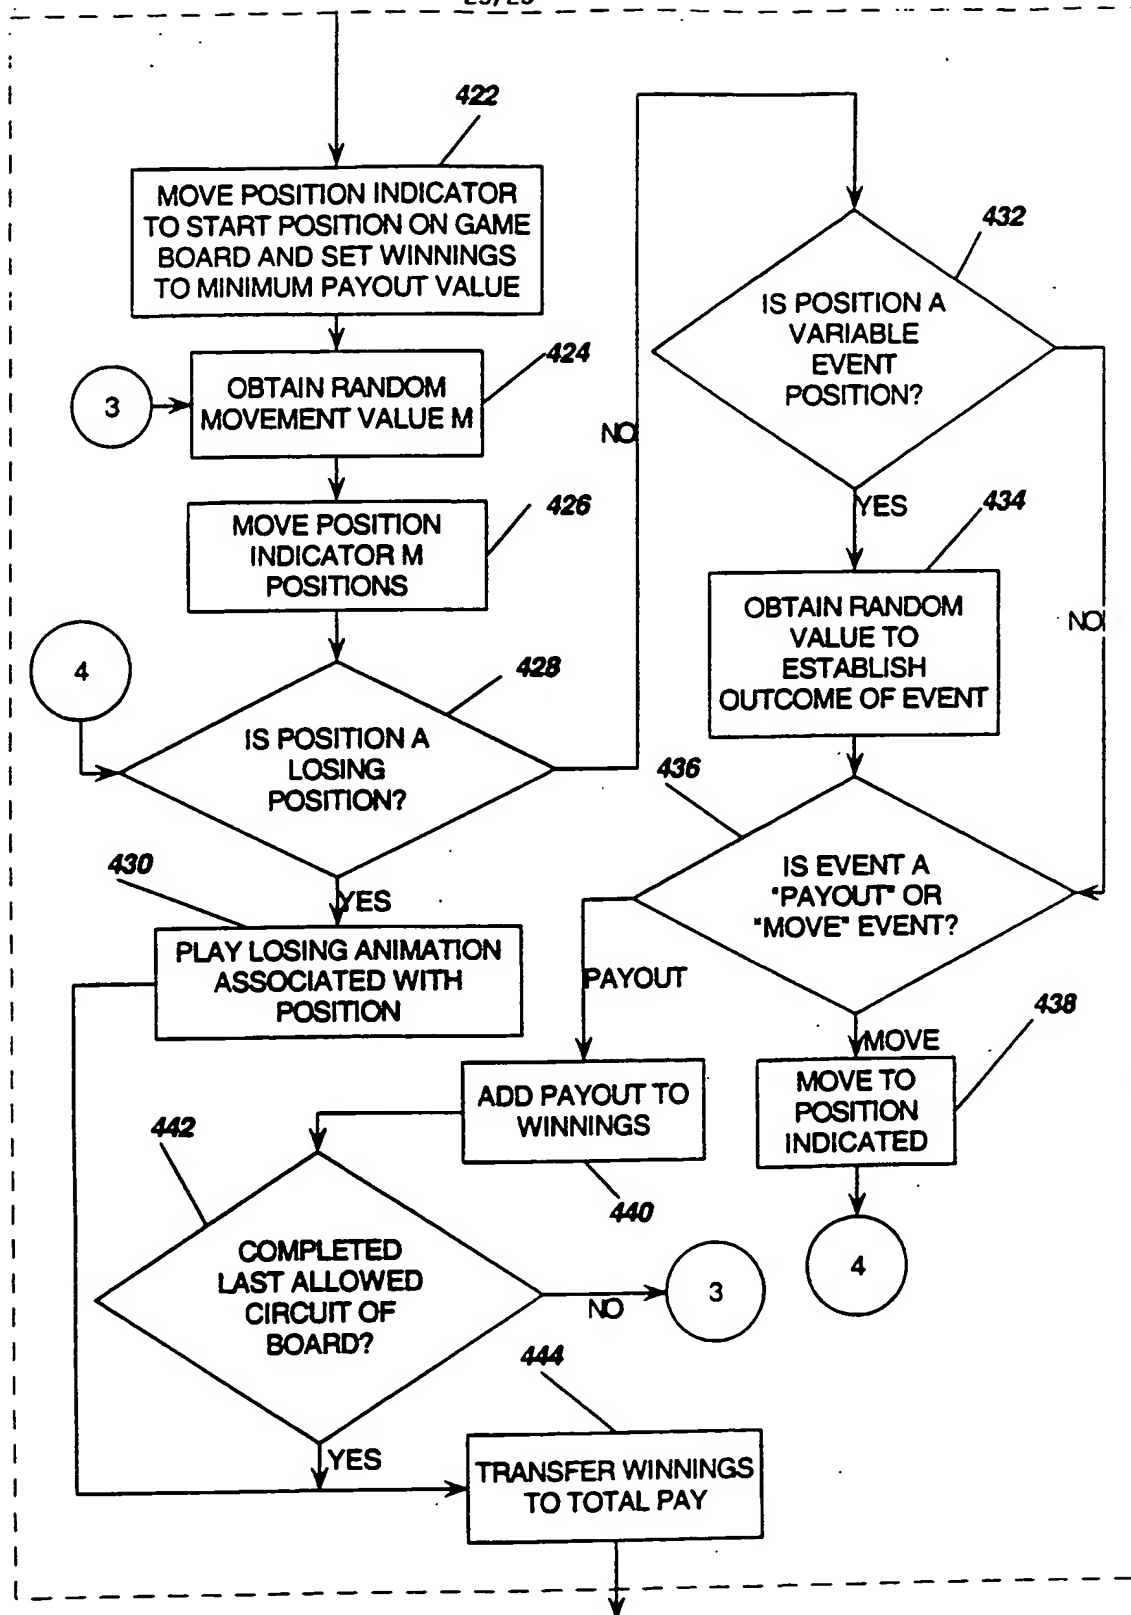 422
MOVE POSITION INDICATOR
TO START POSITION ON GAME
BOARD AND SET WINNINGS
TO MINIMUM PAYOUT VALUE
424
3
OBTAIN RANDOM
MOVEMENT VALUE M
426
MOVE POSITION
INDICATOR M
POSITIONS
4
428
IS POSITION A
LOSING
POSITION?
NO
430
YES
PLAY LOSING ANIMATION
ASSOCIATED WITH
POSITION
432
IS POSITION A
VARIABLE
EVENT
POSITION?
NO
YES
434
OBTAIN RANDOM
VALUE TO
ESTABLISH
OUTCOME OF EVENT
436
IS EVENT A
"PAYOUT" OR
"MOVE" EVENT?
PAYOUT
MOVE
438
MOVE TO
POSITION
INDICATED
4
ADD PAYOUT TO
WINNINGS
440
442
COMPLETED
LAST ALLOWED
CIRCUIT OF
BOARD?
NO
3
YES
444
TRANSFER WINNINGS
TO TOTAL PAY